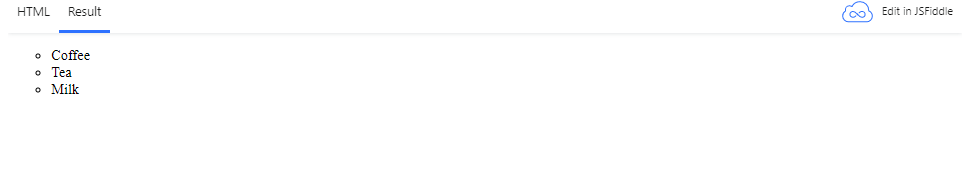 HTML Result Edit in JSFiddle
Coffee
Tea
Milk